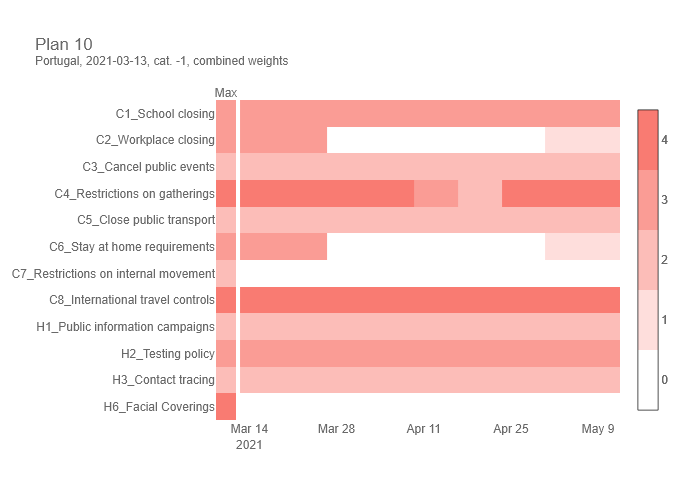 Plan 10
Portugal, 2021-03-13, cat. -1, combined weights
Max
C1_School closing
C2_Workplace closing
C3_Cancel public events
C4_Restrictions on gatherings
C5_Close public transport
C6_Stay at home requirements
C7_Restrictions on internal movement
C8_International travel controls
H1_Public information campaigns
H2_Testing policy
H3_Contact tracing
H6_Facial Coverings
4
3
2
1
0
Mar 14 Mar 28 Apr 11 Apr 25 May 9
2021